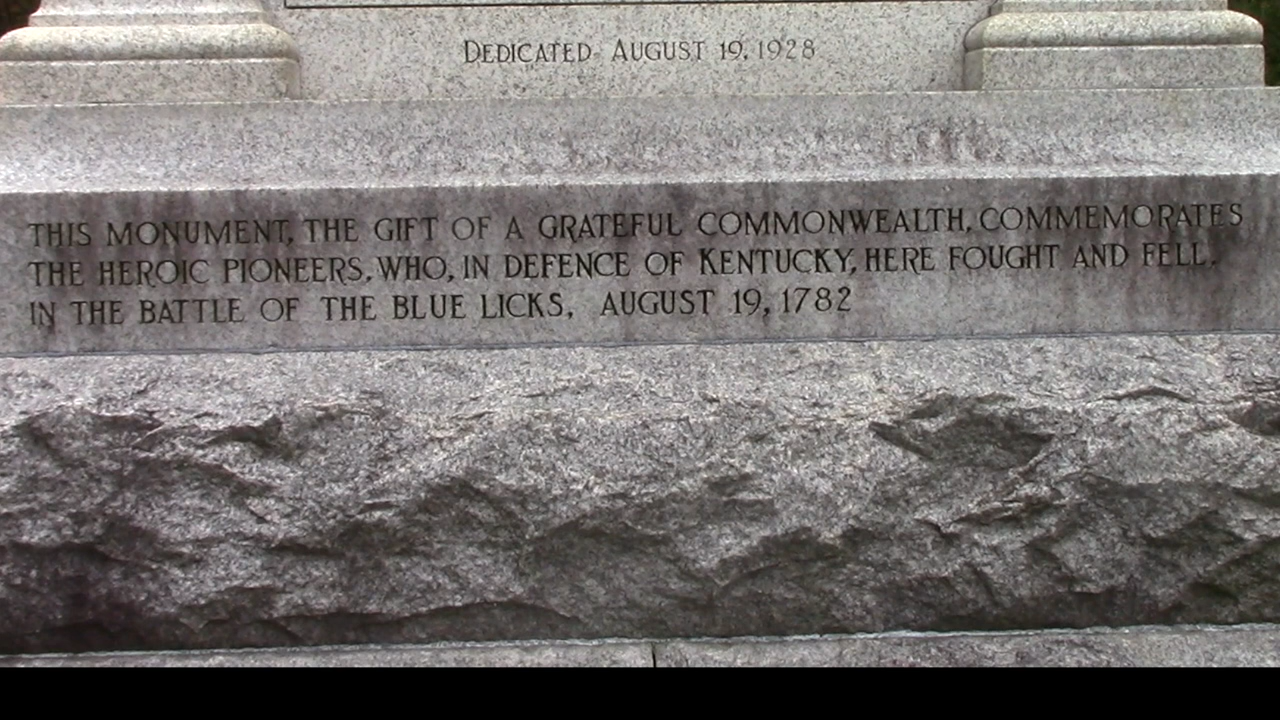 DEDICATED AUGUST 19, 1928
THIS MONUMENT, THE GIFT OF A GRATEFUL COMMONWEALTH, COMMEMORATES
THE HEROIC PIONEERS, WHO, IN DEFENCE OF KENTUCKY, HERE FOUGHT AND FELL,
IN THE BATTLE OF THE BLUE LICKS, AUGUST 19, 1782